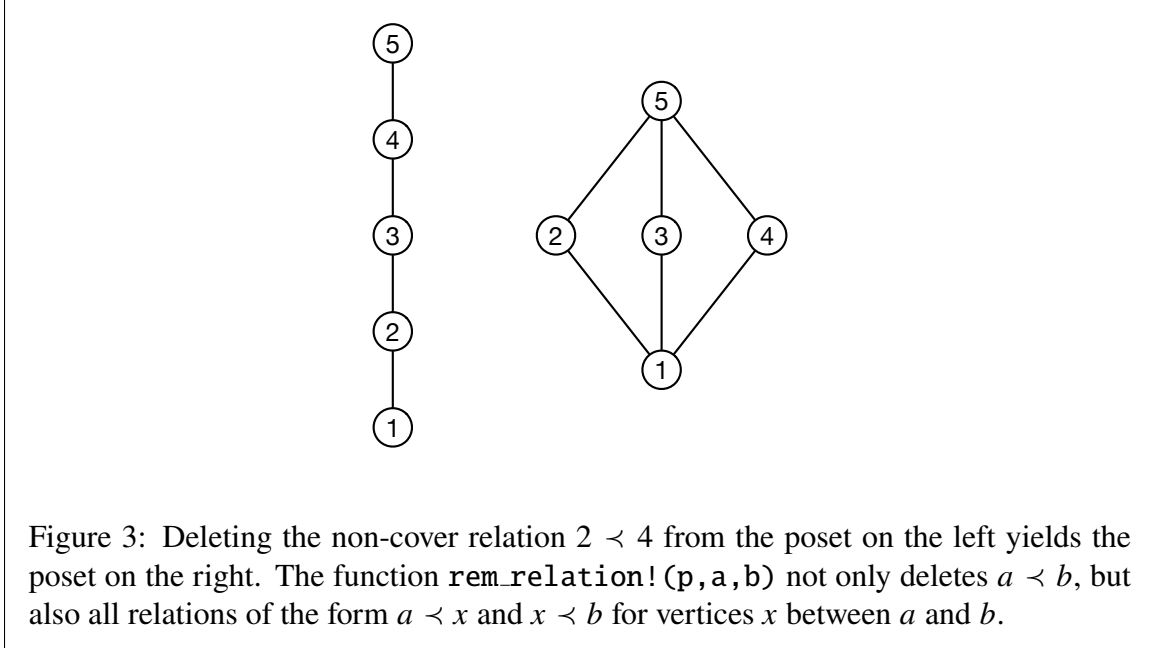 5
4
3
2
1
5
2 3 4
1
Figure 3: Deleting the non-cover relation 2 ≺ 4 from the poset on the left yields the
poset on the right. The function rem_relation!(p,a,b) not only deletes a ≺ b, but
also all relations of the form a ≺ x and x ≺ b for vertices x between a and b.